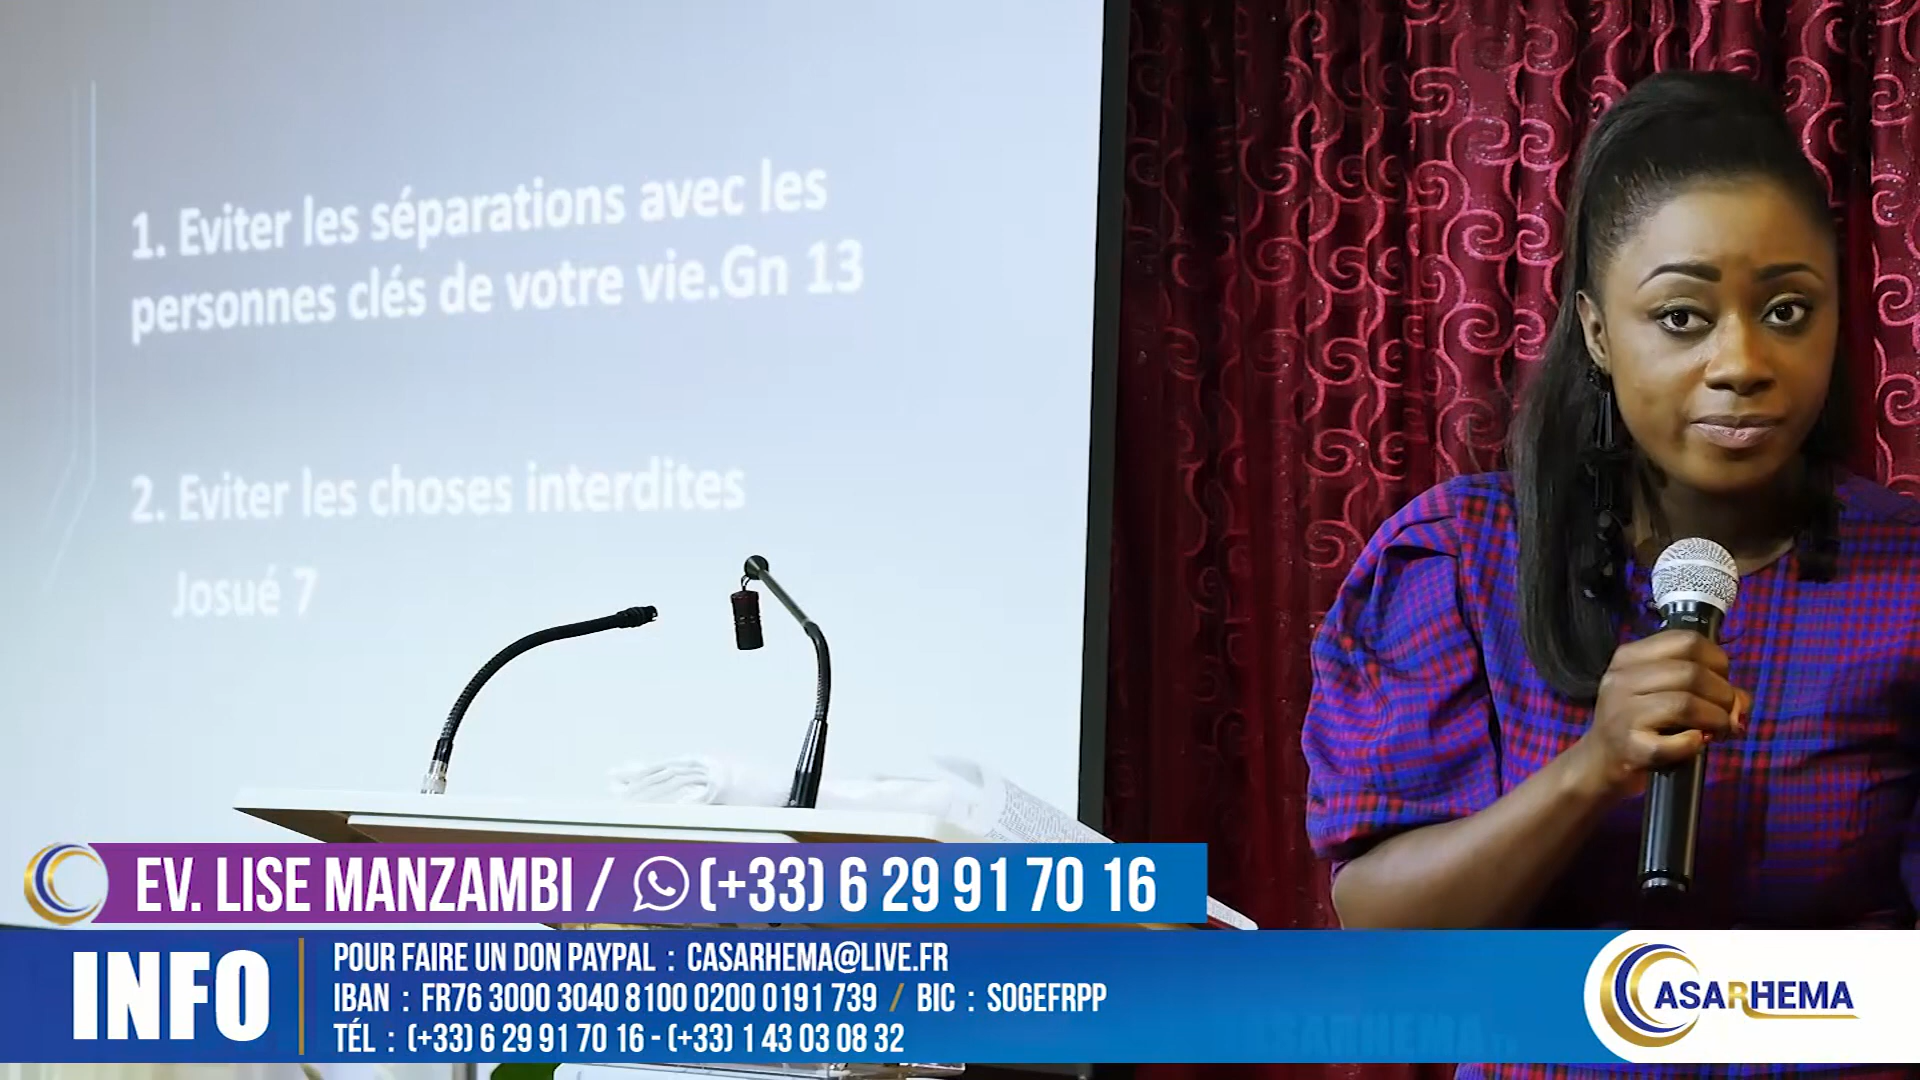 1. Eviter les séparations avec les
personnes clés de votre vie.Gn 13
2. Eviter les choses interdites
Josué 7
EV. LISE MANZAMBI / (+33) 6 29 91 70 16
INFO
POUR FAIRE UN DON PAYPAL : CASARHEMA@LIVE.FR
IBAN : FR76 3000 3040 8100 0200 0191 739 / BIC : SOGEFRPP
TÉL : (+33) 6 29 91 70 16 - (+33) 1 43 03 08 32
CASARHEMA